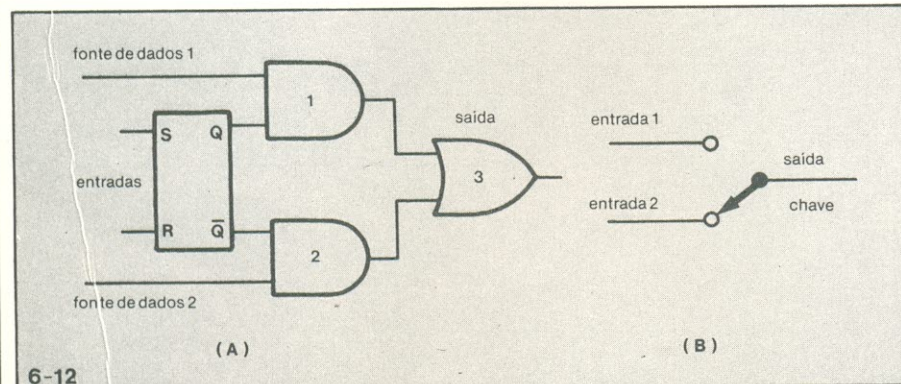 fonte de dados 1
1
S Q
entradas
R Q̅
2
fonte de dados 2
saída
3
(A)
entrada 1
saída
entrada 2
chave
(B)
6-12